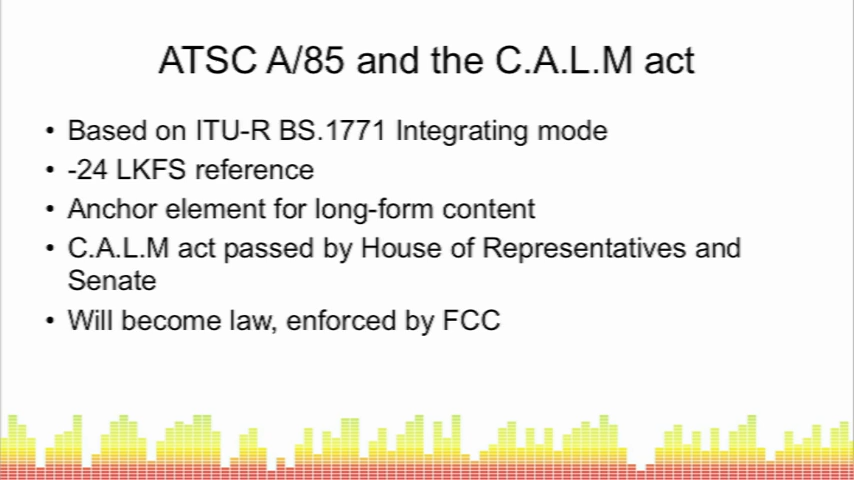 ATSC A/85 and the C.A.L.M act
• Based on ITU-R BS.1771 Integrating mode
• -24 LKFS reference
• Anchor element for long-form content
• C.A.L.M act passed by House of Representatives and
Senate
• Will become law, enforced by FCC